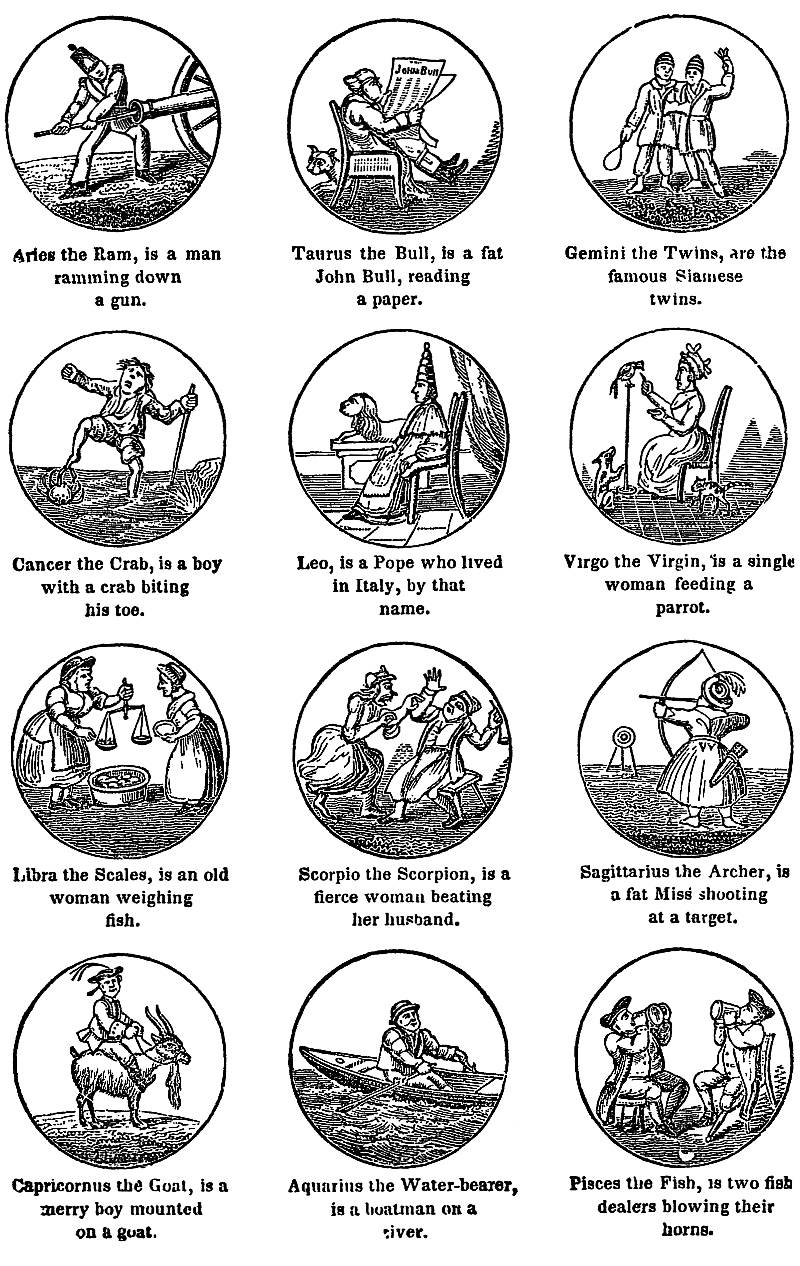 John Bull
Aries the Ram, is a man
ramming down
a gun.
Taurus the Bull, is a fat
John Bull, reading
a paper.
Gemini the Twins, are the
famous Siamese
twins.
Cancer the Crab, is a boy
with a crab biting
his toe.
Leo, is a Pope who lived
in Italy, by that
name.
Virgo the Virgin, is a single
woman feeding a
parrot.
Libra the Scales, is an old
woman weighing
fish.
Scorpio the Scorpion, is a
fierce woman beating
her husband.
Sagittarius the Archer, is
a fat Miss shooting
at a target.
Capricornus the Goat, is a
merry boy mounted
on a goat.
Aquarius the Water-bearer,
is a boatman on a
river.
Pisces the Fish, is two fish
dealers blowing their
horns.